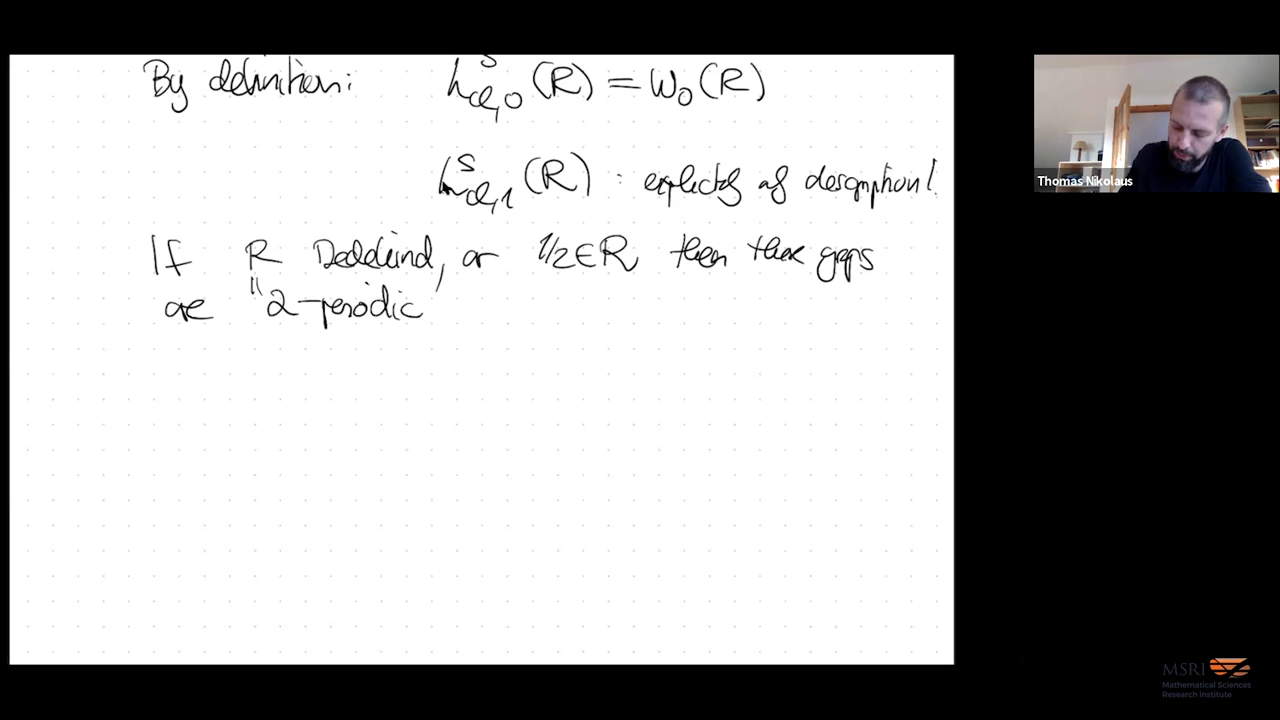 By definition: L^s_{cl,0} (R) = W_0(R)
L^s_{cl,1} (R) : explicit alg description!
If R Dedekind, or 1/2 ∈ R then these groups
are "2-periodic"
Thomas Nikolaus
MSRI
Mathematical Sciences
Research Institute